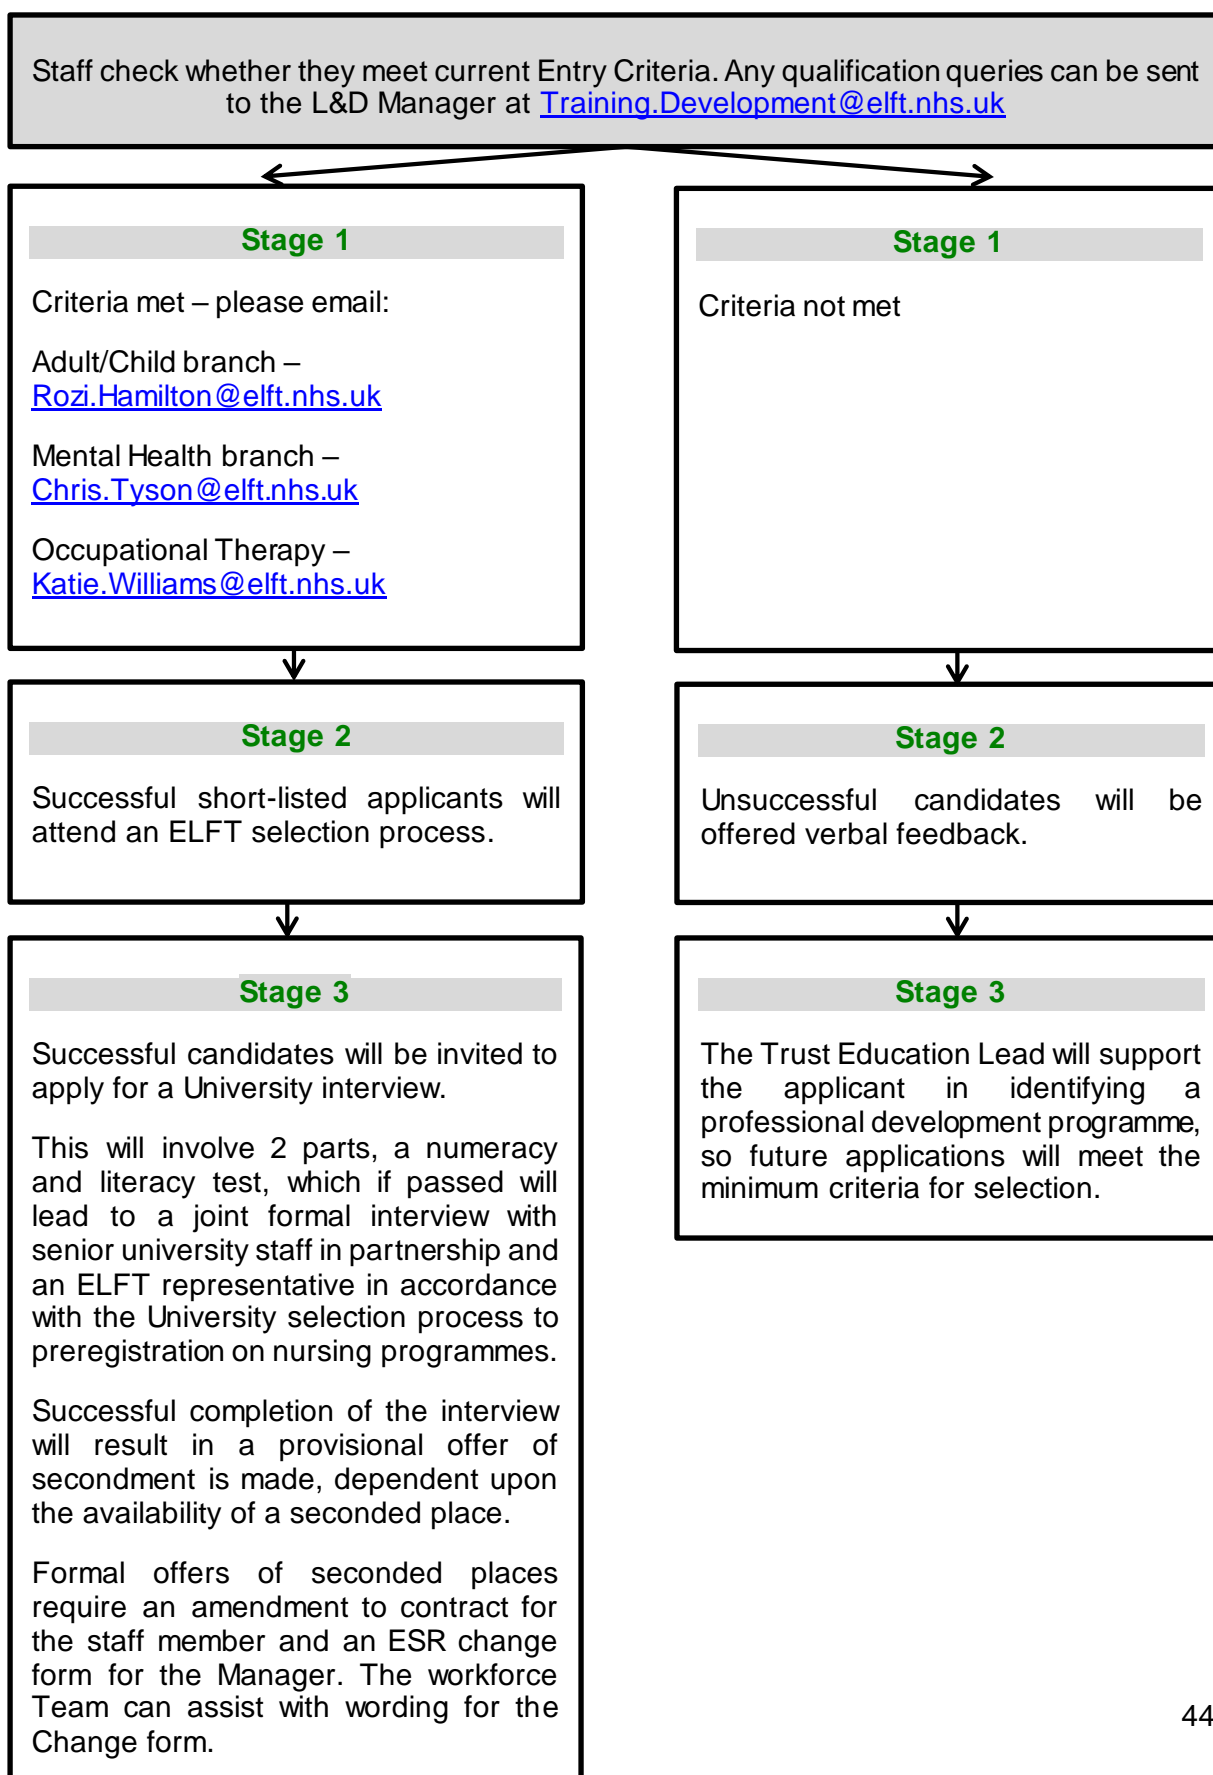 Staff check whether they meet current Entry Criteria. Any qualification queries can be sent
to the L&D Manager at Training.Development@elft.nhs.uk
Stage 1
Criteria met – please email:
Adult/Child branch –
Rozi.Hamilton@elft.nhs.uk
Mental Health branch –
Chris.Tyson@elft.nhs.uk
Occupational Therapy –
Katie.Williams@elft.nhs.uk
Stage 1
Criteria not met
Stage 2
Successful short-listed applicants will
attend an ELFT selection process.
Stage 2
Unsuccessful candidates will be
offered verbal feedback.
Stage 3
Successful candidates will be invited to
apply for a University interview.
This will involve 2 parts, a numeracy
and literacy test, which if passed will
lead to a joint formal interview with
senior university staff in partnership and
an ELFT representative in accordance
with the University selection process to
preregistration on nursing programmes.
Successful completion of the interview
will result in a provisional offer of
secondment is made, dependent upon
the availability of a seconded place.
Formal offers of seconded places
require an amendment to contract for
the staff member and an ESR change
form for the Manager. The workforce
Team can assist with wording for the
Change form.
Stage 3
The Trust Education Lead will support
the applicant in identifying a
professional development programme,
so future applications will meet the
minimum criteria for selection.
44